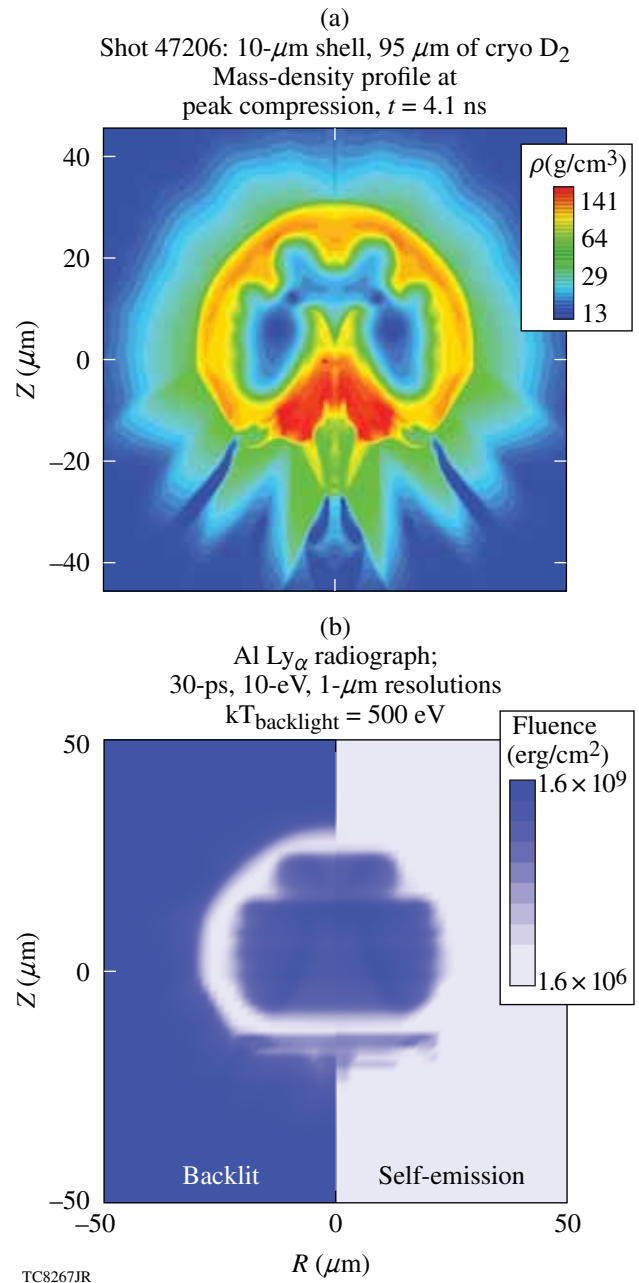 (a)
Shot 47206: 10-μm shell, 95 μm of cryo D₂
Mass-density profile at
peak compression, t = 4.1 ns
ρ(g/cm³)
141
64
29
13
40
20
0
–20
–40
Z (μm)
(b)
Al Lyα radiograph;
30-ps, 10-eV, 1-μm resolutions
kTbacklight = 500 eV
Fluence
(erg/cm²)
1.6 × 10⁹
1.6 × 10⁶
50
0
–50
Z (μm)
Backlit
Self-emission
–50
0
50
R (μm)
TC8267JR